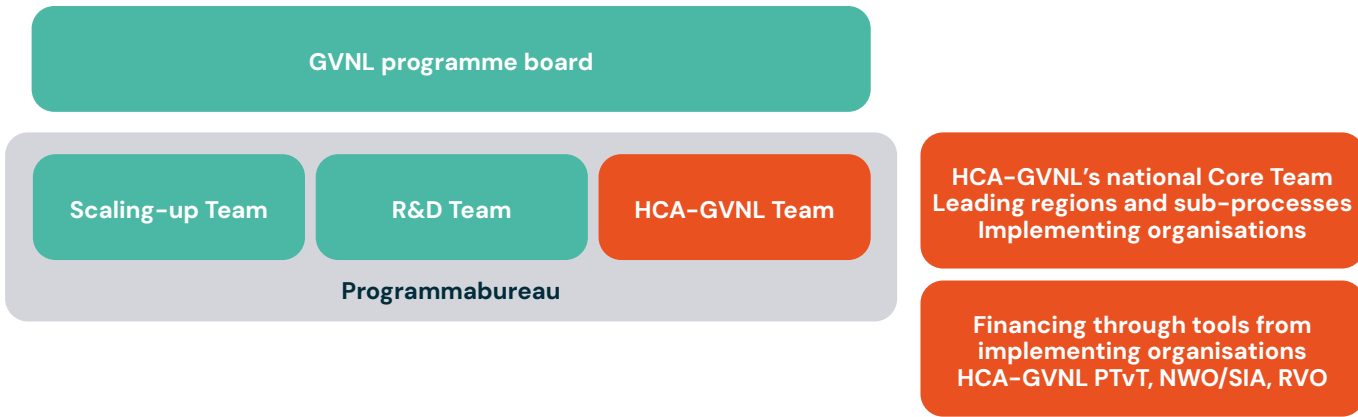 GVNL programme board
Scaling-up Team
R&D Team
HCA-GVNL Team
Programmabureau
HCA-GVNL's national Core Team
Leading regions and sub-processes
Implementing organisations
Financing through tools from
implementing organisations
HCA-GVNL PTvT, NWO/SIA, RVO